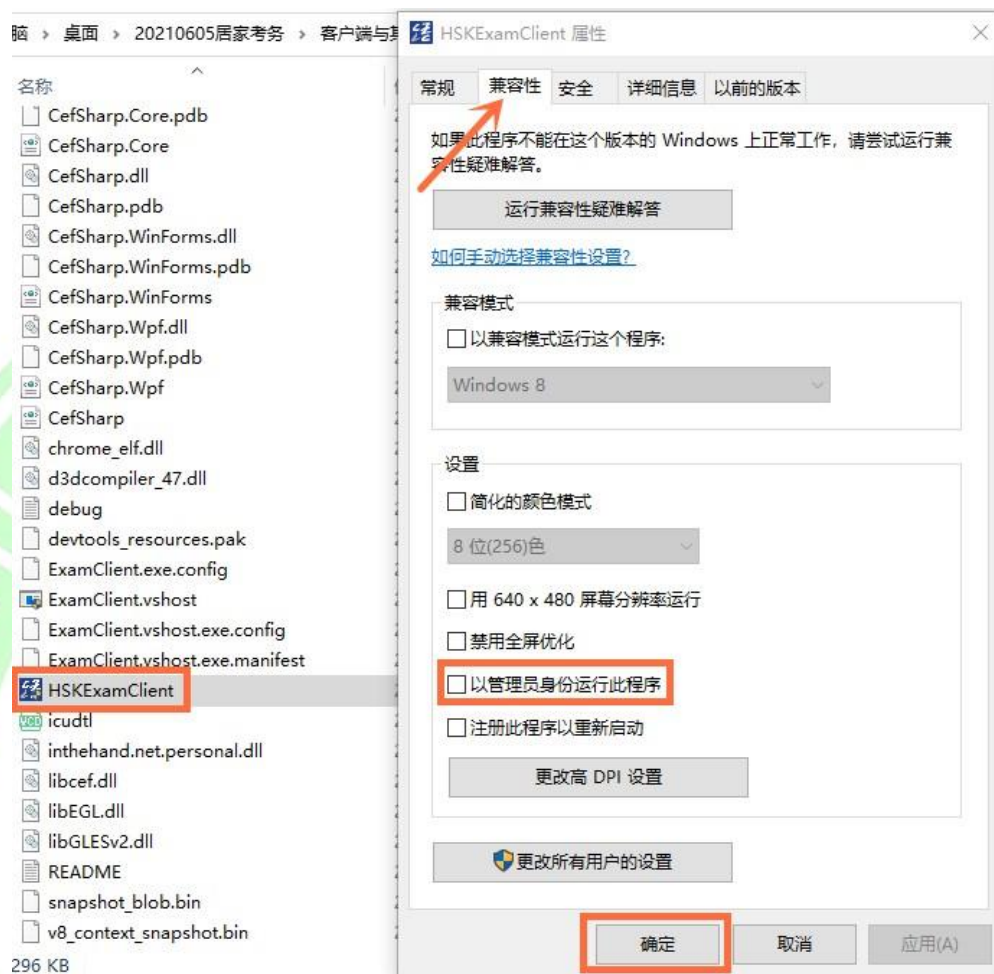 脑 › 桌面 › 20210605居家考务 › 客户端与其
名称
CefSharp.Core.pdb
CefSharp.Core
CefSharp.dll
CefSharp.pdb
CefSharp.WinForms.dll
CefSharp.WinForms.pdb
CefSharp.WinForms
CefSharp.Wpf.dll
CefSharp.Wpf.pdb
CefSharp.Wpf
CefSharp
chrome_elf.dll
d3dcompiler_47.dll
debug
devtools_resources.pak
ExamClient.exe.config
ExamClient.vshost
ExamClient.vshost.exe.config
ExamClient.vshost.exe.manifest
HSKExamClient
icudtl
inthehand.net.personal.dll
libcef.dll
libEGL.dll
libGLESv2.dll
README
snapshot_blob.bin
v8_context_snapshot.bin
296 KB
HSKExamClient 属性
常规 兼容性 安全 详细信息 以前的版本
如果此程序不能在这个版本的 Windows 上正常工作，请尝试运行兼
容性疑难解答。
运行兼容性疑难解答
如何手动选择兼容性设置?
兼容模式
以兼容模式运行这个程序:
Windows 8
设置
简化的颜色模式
8 位(256)色
用 640 x 480 屏幕分辨率运行
禁用全屏优化
以管理员身份运行此程序
注册此程序以重新启动
更改高 DPI 设置
更改所有用户的设置
确定 取消 应用(A)